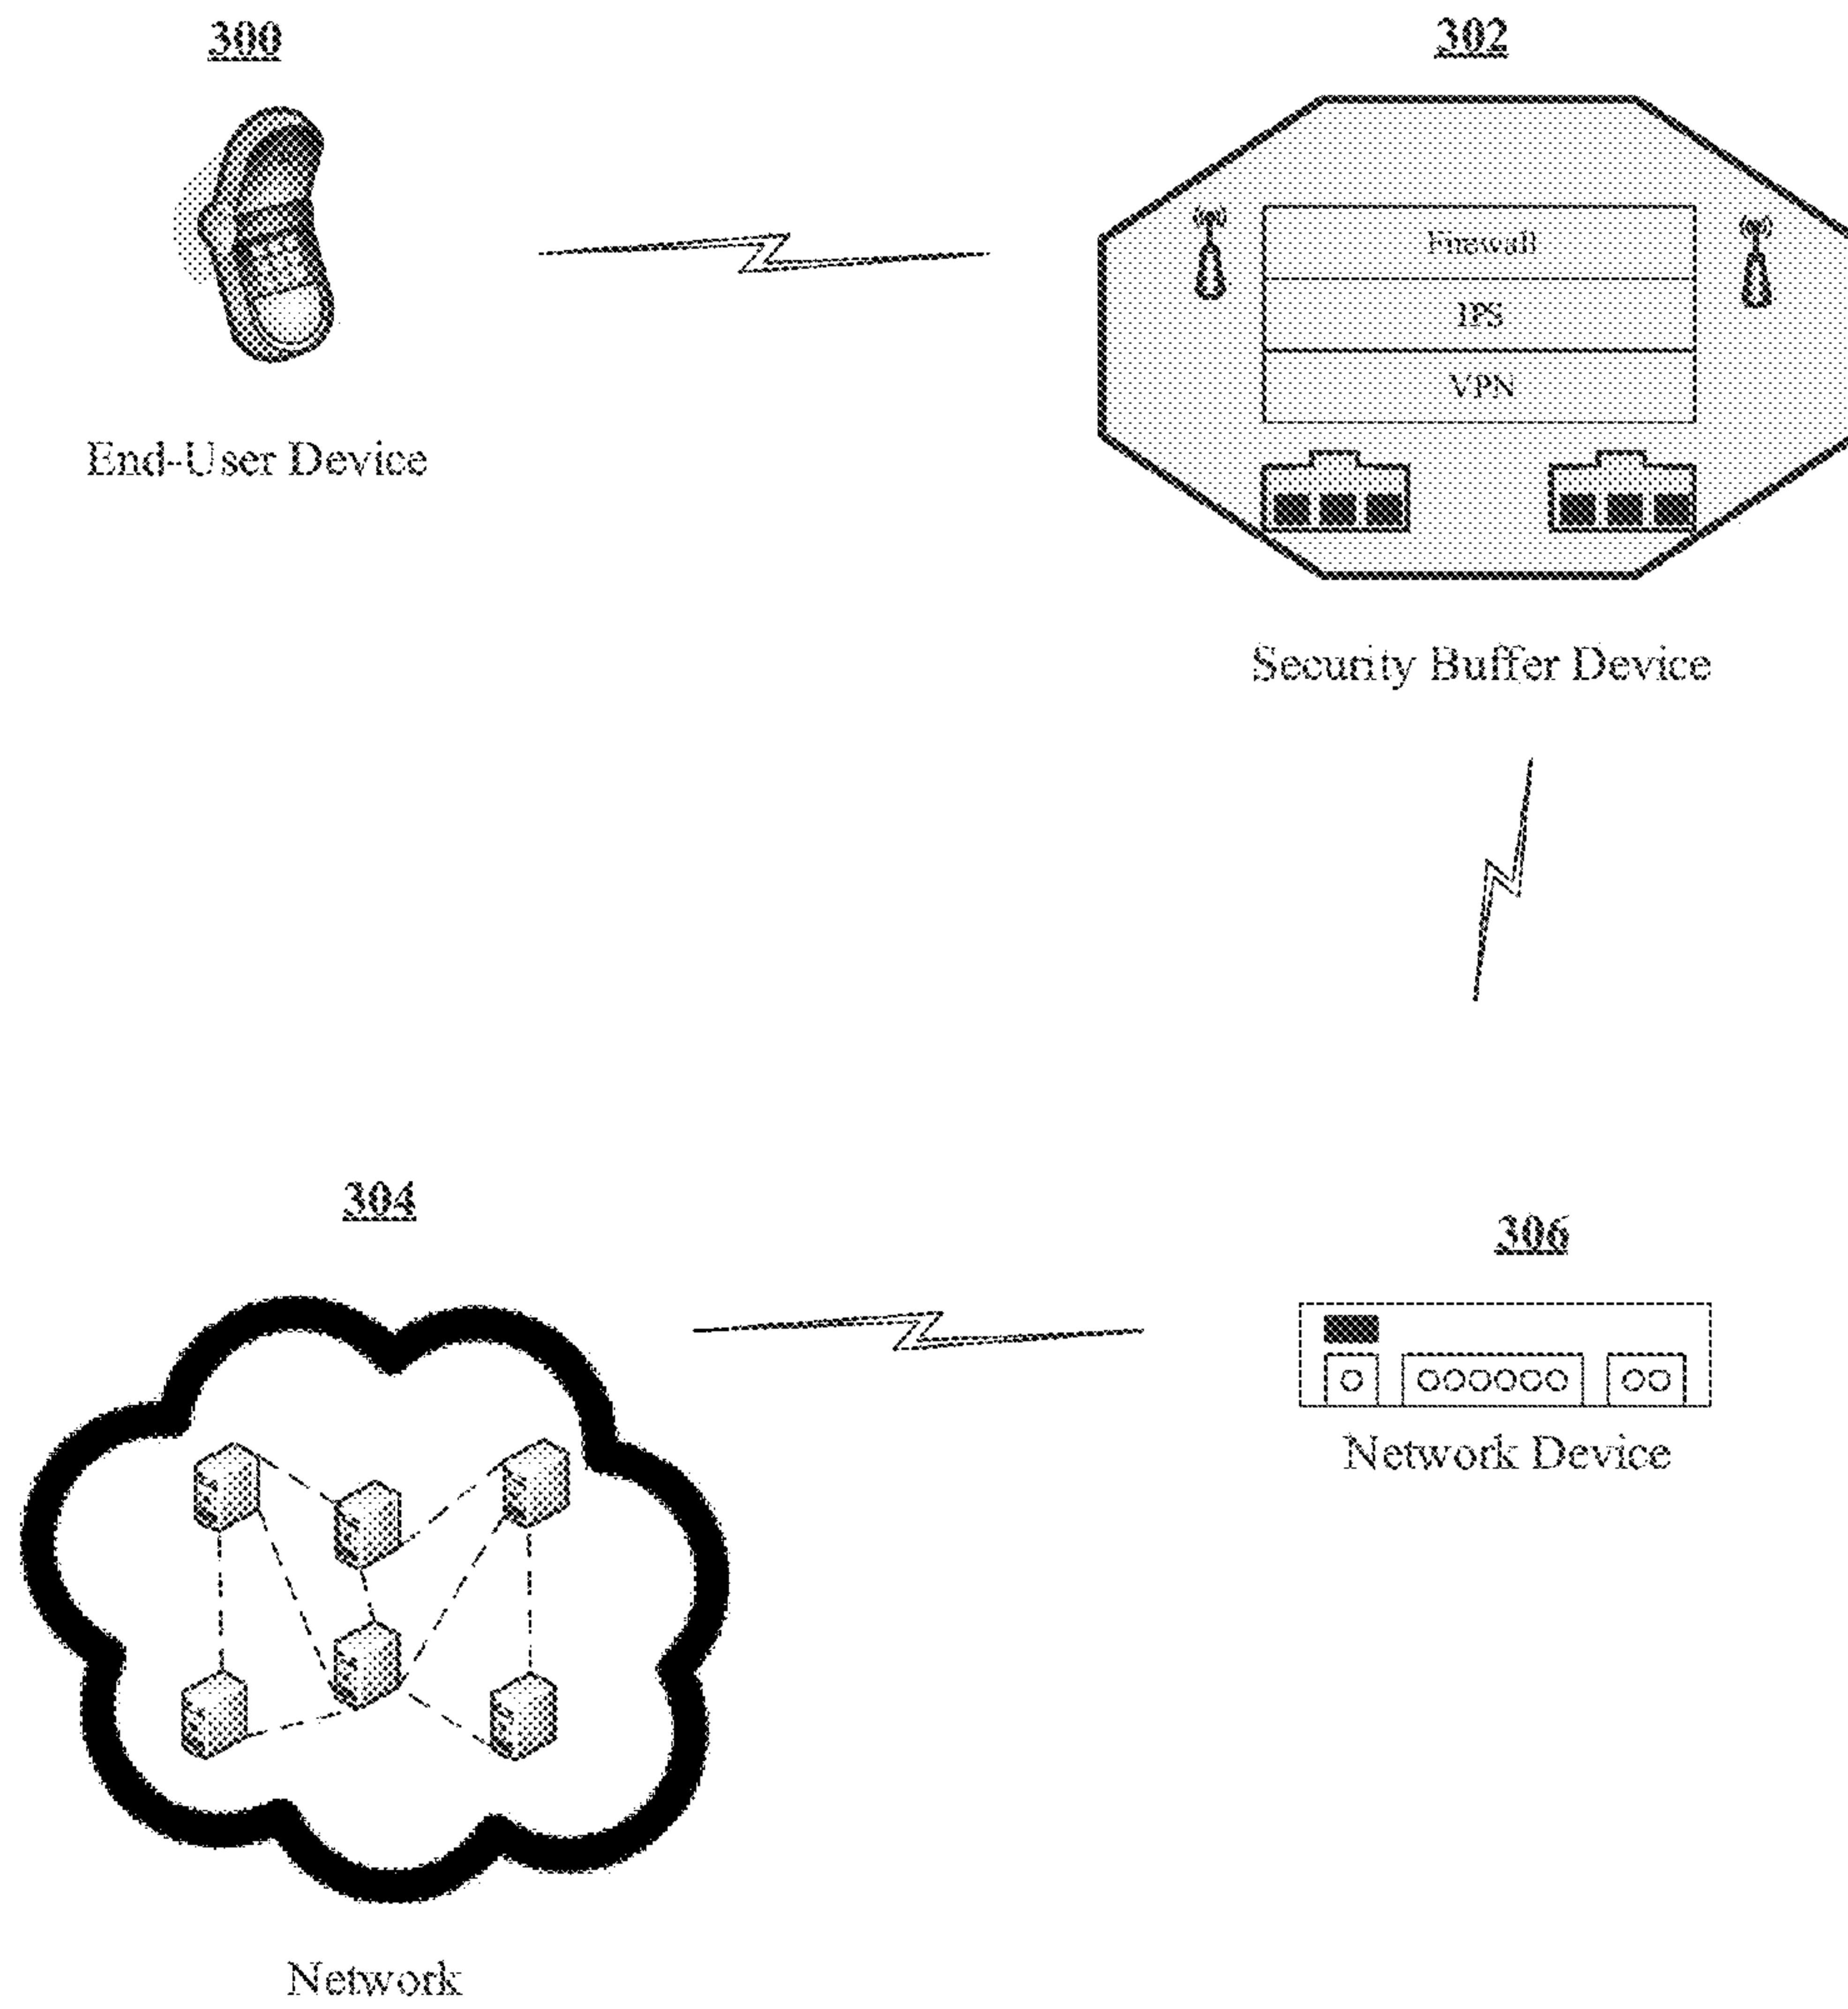 300
302
Firewall
IPS
VPN
End-User Device
Security Buffer Device
304
306
Network Device
Network